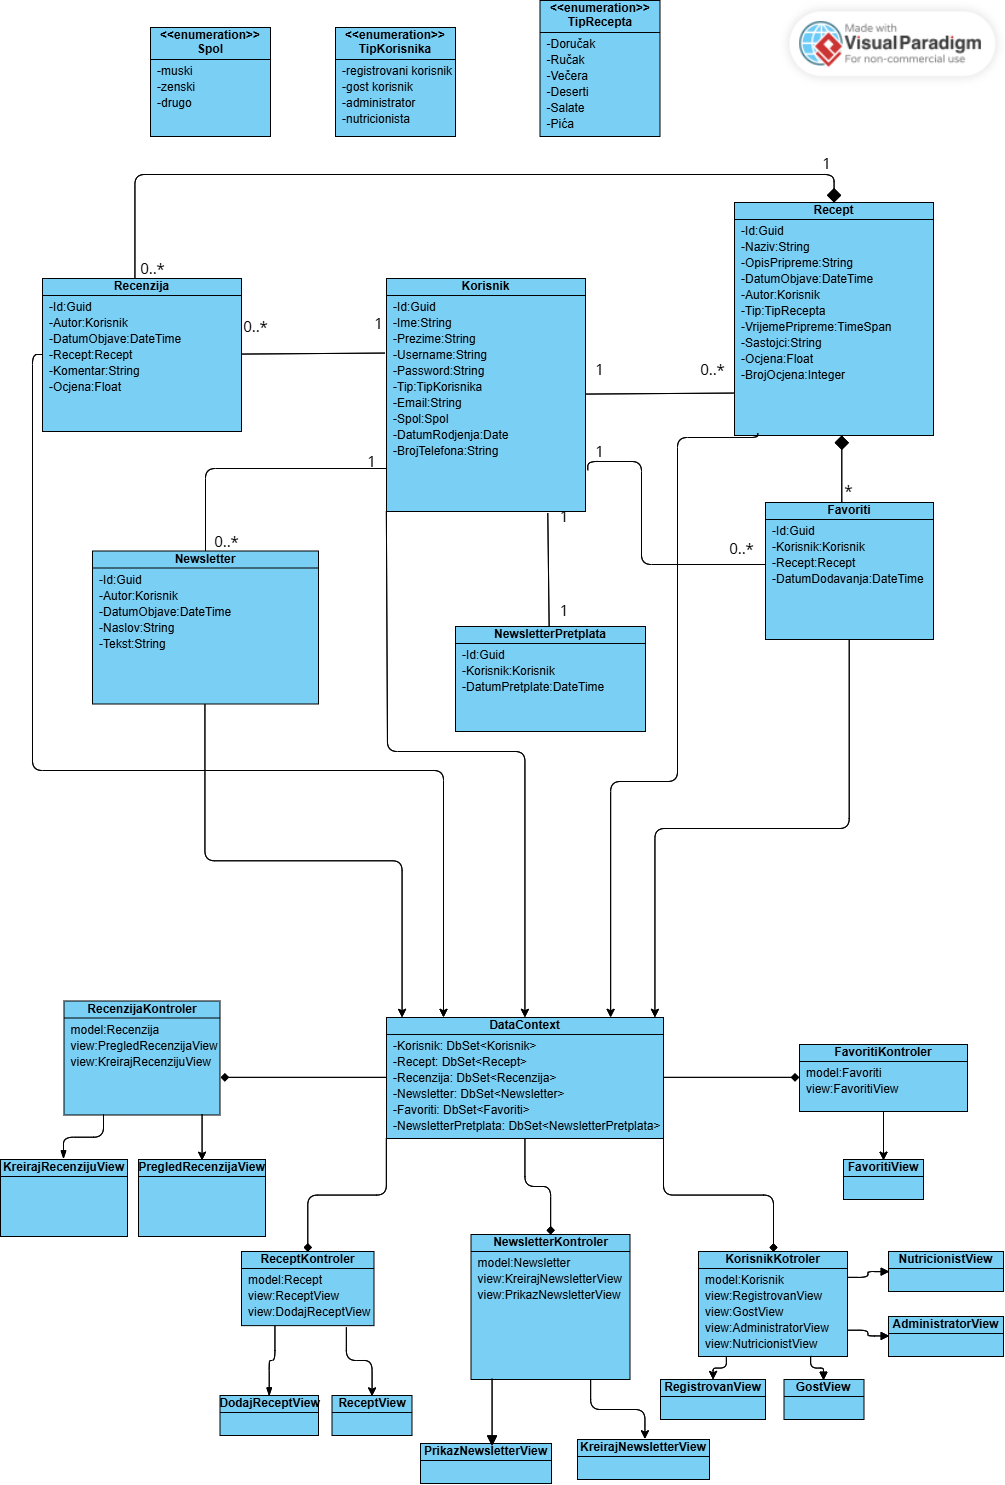 <<enumeration>>
Spol
-muski
-zenski
-drugo
<<enumeration>>
TipKorisnika
-registrovani korisnik
-gost korisnik
-administrator
-nutricionista
<<enumeration>>
TipRecepta
-Doručak
-Ručak
-Večera
-Deserti
-Salate
-Pića
Made with
VisualParadigm
For non-commercial use
1
0..*
Recept
-Id:Guid
-Naziv:String
-OpisPripreme:String
-DatumObjave:DateTime
-Autor:Korisnik
-Tip:TipRecepta
-VrijemePripreme:TimeSpan
-Sastojci:String
-Ocjena:Float
-BrojOcjena:Integer
Recenzija
-Id:Guid
-Autor:Korisnik
-DatumObjave:DateTime
-Recept:Recept
-Komentar:String
-Ocjena:Float
0..*
1
Korisnik
-Id:Guid
-Ime:String
-Prezime:String
-Username:String
-Password:String
-Tip:TipKorisnika
-Email:String
-Spol:Spol
-DatumRodjenja:Date
-BrojTelefona:String
1
0..*
1
0..*
1
0..*
*
Favoriti
-Id:Guid
-Korisnik:Korisnik
-Recept:Recept
-DatumDodavanja:DateTime
1
1
Newsletter
-Id:Guid
-Autor:Korisnik
-DatumObjave:DateTime
-Naslov:String
-Tekst:String
NewsletterPretplata
-Id:Guid
-Korisnik:Korisnik
-DatumPretplate:DateTime
RecenzijaKontroler
model:Recenzija
view:PregledRecenzijaView
view:KreirajRecenzijuView
DataContext
-Korisnik: DbSet<Korisnik>
-Recept: DbSet<Recept>
-Recenzija: DbSet<Recenzija>
-Newsletter: DbSet<Newsletter>
-Favoriti: DbSet<Favoriti>
-NewsletterPretplata: DbSet<NewsletterPretplata>
FavoritiKontroler
model:Favoriti
view:FavoritiView
KreirajRecenzijuView
PregledRecenzijaView
FavoritiView
ReceptKontroler
model:Recept
view:ReceptView
view:DodajReceptView
NewsletterKontroler
model:Newsletter
view:KreirajNewsletterView
view:PrikazNewsletterView
KorisnikKotroler
model:Korisnik
view:RegistrovanView
view:GostView
view:AdministratorView
view:NutricionistView
NutricionistView
AdministratorView
RegistrovanView
GostView
DodajReceptView
ReceptView
PrikazNewsletterView
KreirajNewsletterView